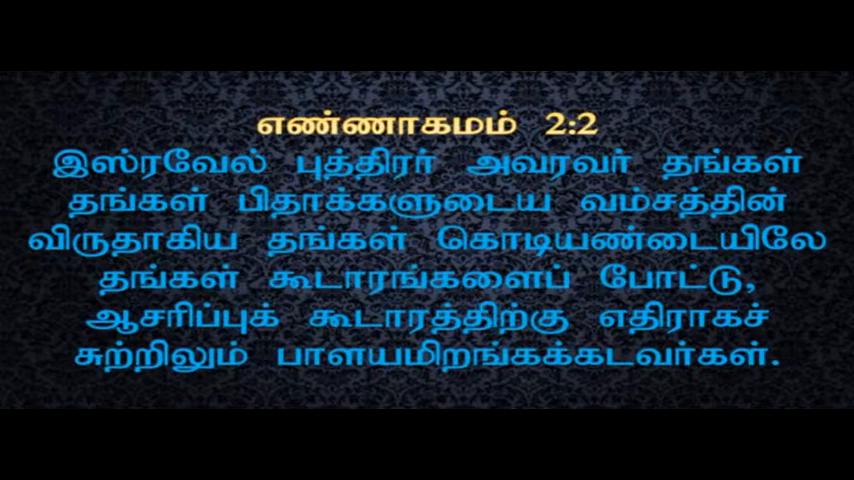 எண்ணாகமம் 2:2
இஸ்ரவேல் புத்திரர் அவரவர் தங்கள்
தங்கள் பிதாக்களுடைய வம்சத்தின்
விருதாகிய தங்கள் கொடியண்டையிலே
தங்கள் கூடாரங்களைப் போட்டு,
ஆசரிப்புக் கூடாரத்திற்கு எதிராகச்
சுற்றிலும் பாளயமிறங்கக்கடவர்கள்.